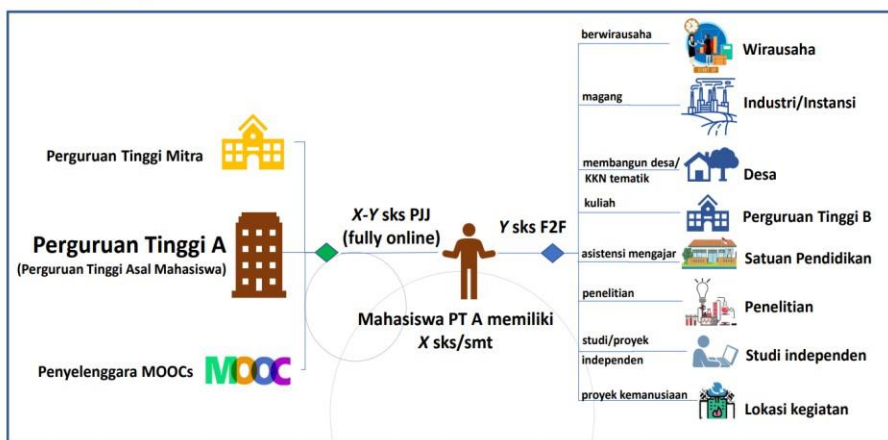 Perguruan Tinggi Mitra
Perguruan Tinggi A
(Perguruan Tinggi Asal Mahasiswa)
Penyelenggara MOOCs
MOOC
X-Y sks PJJ
(fully online)
Y sks F2F
Mahasiswa PT A memiliki
X sks/smt
berwirausaha
Wirausaha
magang
Industri/Instansi
membangun desa/
KKN tematik
Desa
kuliah
Perguruan Tinggi B
asistensi mengajar
Satuan Pendidikan
penelitian
Penelitian
studi/proyek
independen
Studi independen
proyek kemanusiaan
Lokasi kegiatan